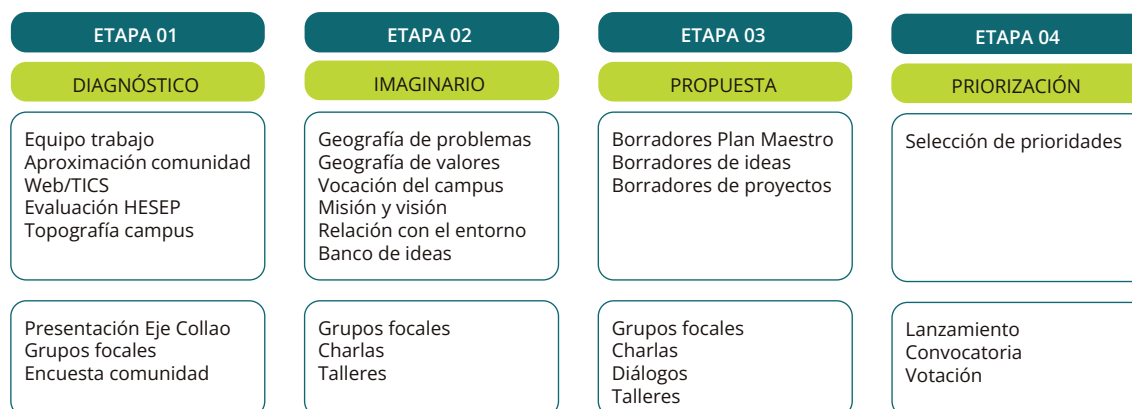 ETAPA 01
DIAGNÓSTICO
Equipo trabajo
Aproximación comunidad
Web/TICS
Evaluación HESEP
Topografía campus
Presentación Eje Collao
Grupos focales
Encuesta comunidad
ETAPA 02
IMAGINARIO
Geografía de problemas
Geografía de valores
Vocación del campus
Misión y visión
Relación con el entorno
Banco de ideas
Grupos focales
Charlas
Talleres
ETAPA 03
PROPUESTA
Borradores Plan Maestro
Borradores de ideas
Borradores de proyectos
Grupos focales
Charlas
Diálogos
Talleres
ETAPA 04
PRIORIZACIÓN
Selección de prioridades
Lanzamiento
Convocatoria
Votación